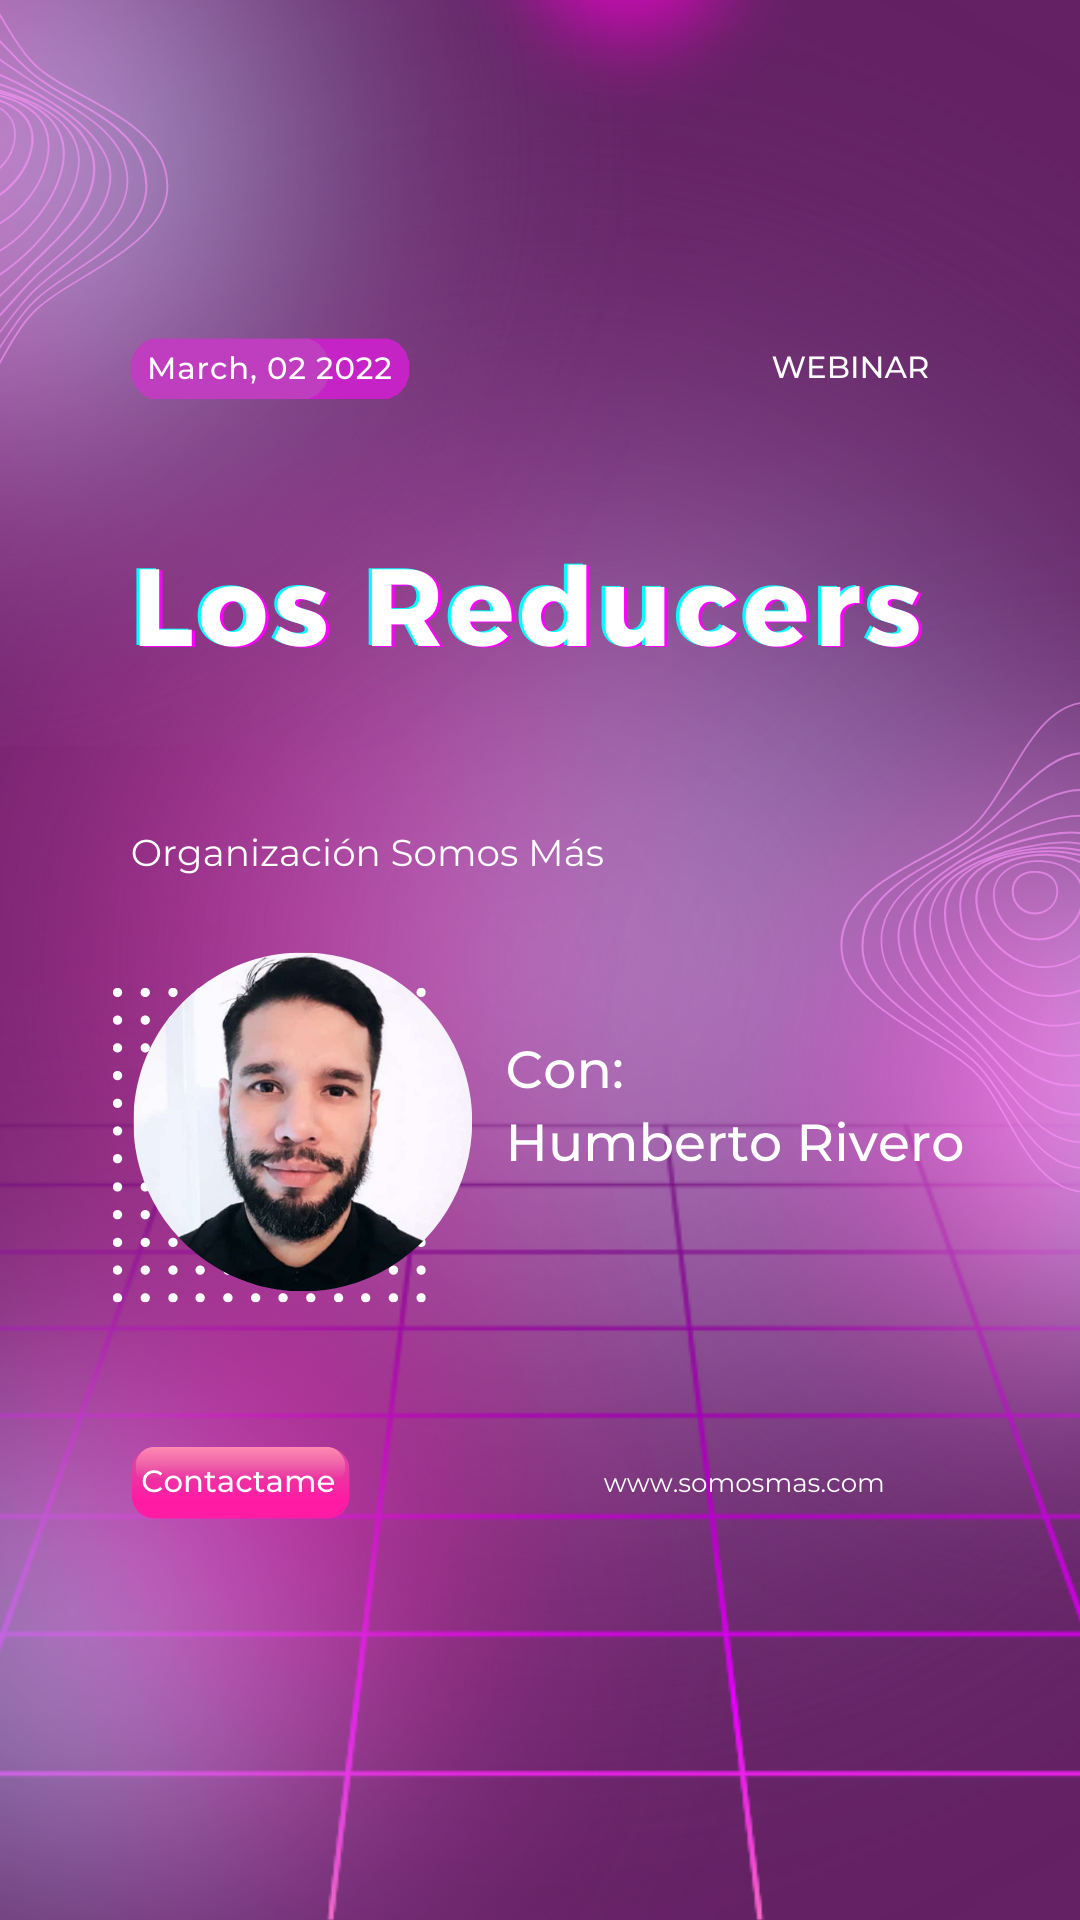 March, 02 2022
WEBINAR
Los Reducers
Organización Somos Más
Con:
Humberto Rivero
Contactame
www.somosmas.com